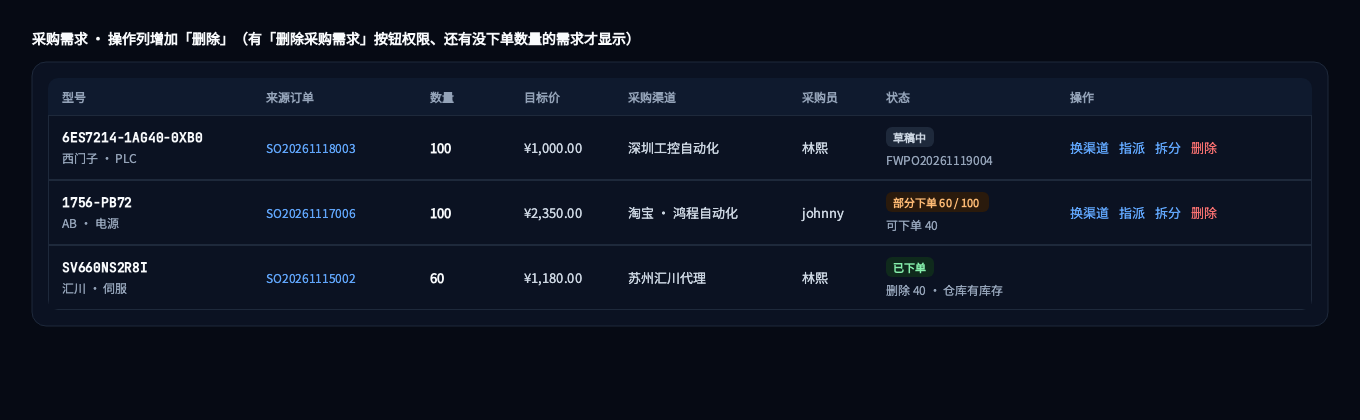 采购需求 · 操作列增加「删除」（有「删除采购需求」按钮权限、还有没下单数量的需求才显示）
型号 来源订单 数量 目标价 采购渠道 采购员 状态 操作
6ES7214-1AG40-0XB0
西门子 · PLC
SO20261118003 100 ¥1,000.00 深圳工控自动化 林熙
草稿中
FWPO20261119004
换渠道 指派 拆分 删除
1756-PB72
AB · 电源
SO20261117006 100 ¥2,350.00 淘宝 · 鸿程自动化 johnny
部分下单 60 / 100
可下单 40
换渠道 指派 拆分 删除
SV660NS2R8I
汇川 · 伺服
SO20261115002 60 ¥1,180.00 苏州汇川代理 林熙
已下单
删除 40 · 仓库有库存